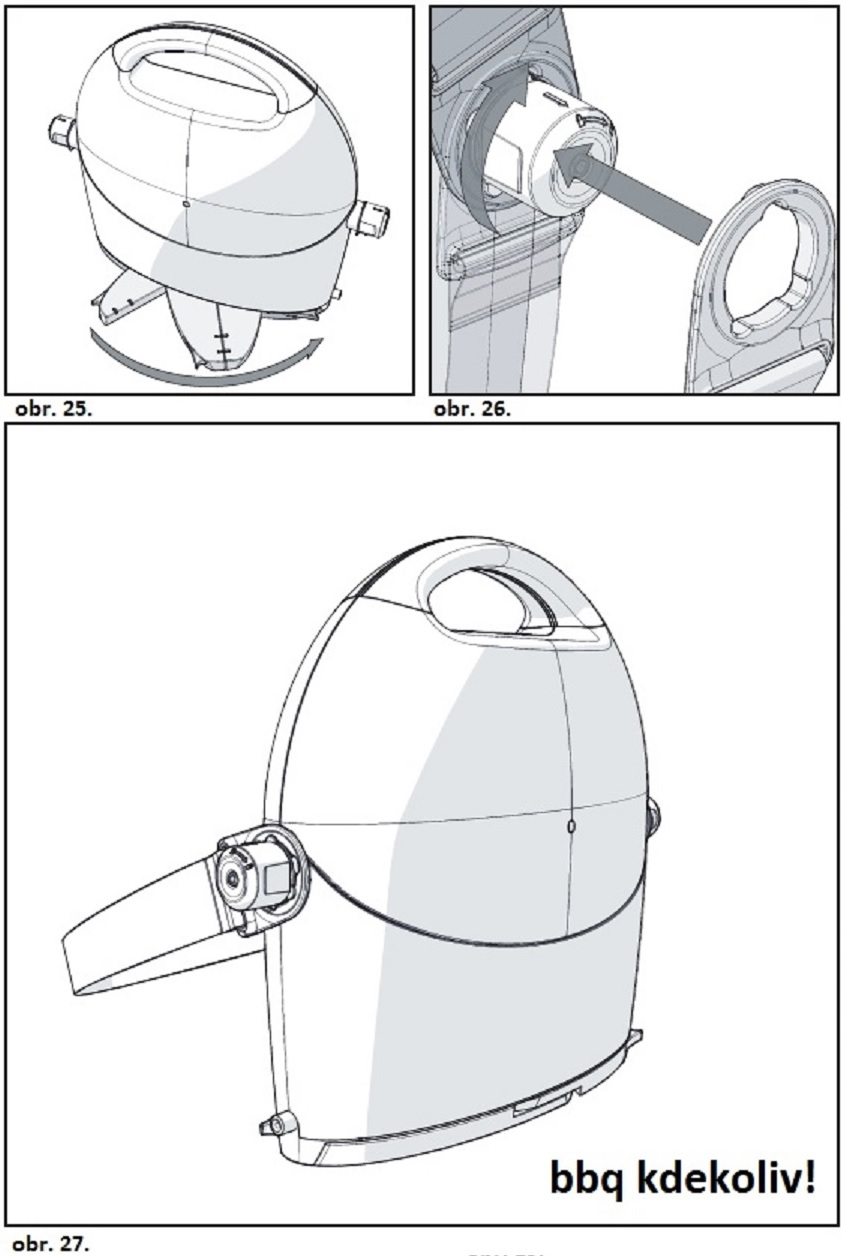 obr. 25.
obr. 26.
bbq kdekoliv!
obr. 27.